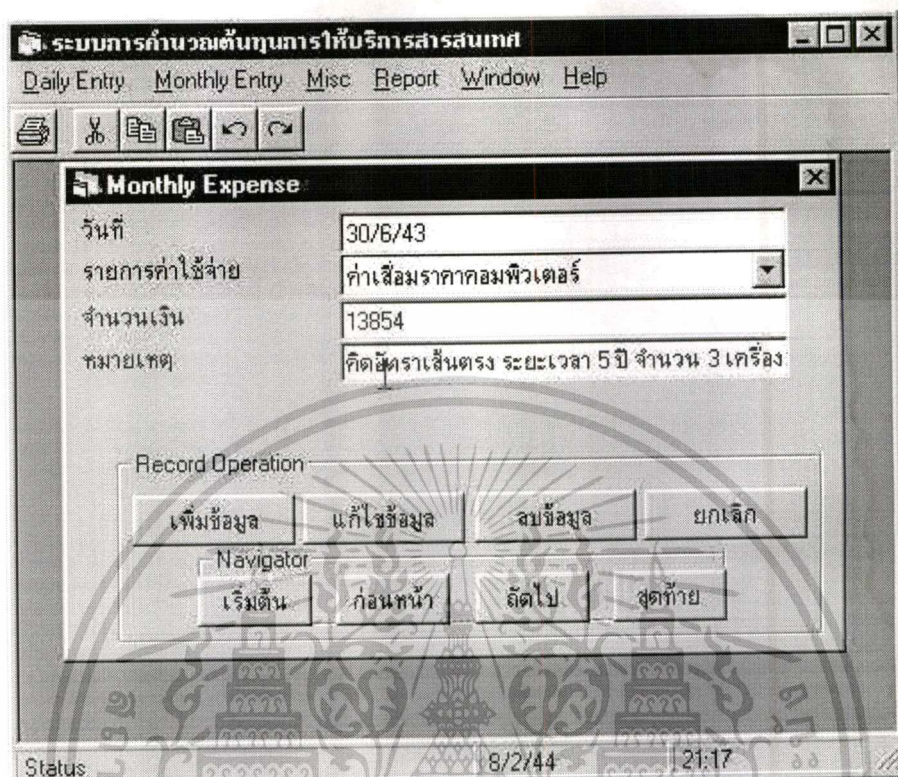 ระบบการคำนวณต้นทุนการให้บริการสารสนเทศ
Daily Entry Monthly Entry Misc Report Window Help
Monthly Expense
วันที่ 30/6/43
รายการค่าใช้จ่าย ค่าเสื่อมราคาคอมพิวเตอร์
จำนวนเงิน 13854
หมายเหตุ คิดอัตราเส้นตรง ระยะเวลา 5 ปี จำนวน 3 เครื่อง
Record Operation
เพิ่มข้อมูล แก้ไขข้อมูล ลบข้อมูล ยกเลิก
Navigator
เริ่มต้น ก่อนหน้า ถัดไป สุดท้าย
Status 8/2/44 21:17